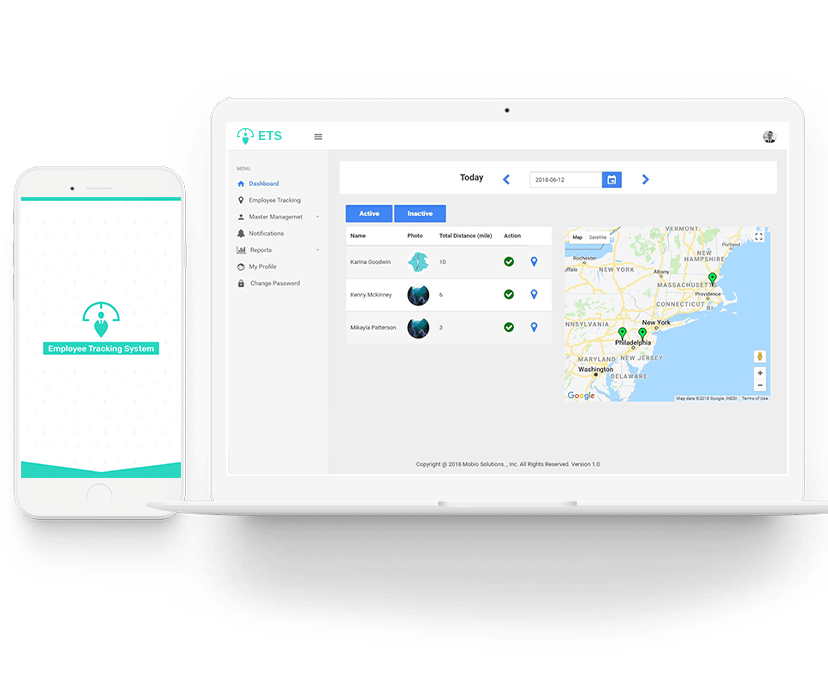 Employee Tracking System
ETS
MENU
Dashboard
Employee Tracking
Master Managemet
Notifications
Reports
My Profile
Change Password
Today
2018-06-12
Active
Inactive
Name Photo Total Distance (mile) Action
Karina Goodwin 10
Kenny Mckinney 6
Mikayla Patterson 3
Map Satellite
VERMONT
Portland
Rochester
NEW HAMPSHIRE
ffalo
NEW YORK
Albany
MASSACHUSETT
Providence
CONNECTICUT
RI
NNSYLVANIA
New York
Philadelphia
MARYLAND
NEW JERSEY
Washington
DELAWARE
Google
Map data ©2018 Google, INEGI Terms of Use
Copyright @ 2018 Mobio Solutions. , Inc. All Rights Reserved. Version 1.0